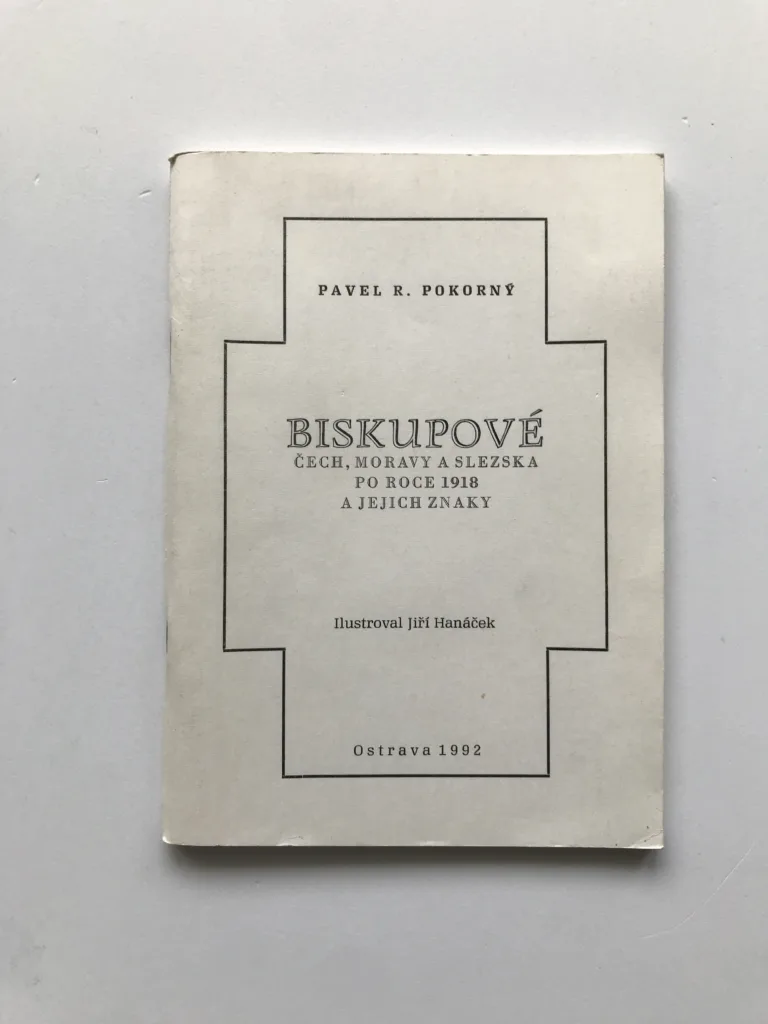 PAVEL R. POKORNÝ
BISKUPOVÉ
ČECH, MORAVY A SLEZSKA
PO ROCE 1918
A JEJICH ZNAKY
Ilustroval Jiří Hanáček
Ostrava 1992